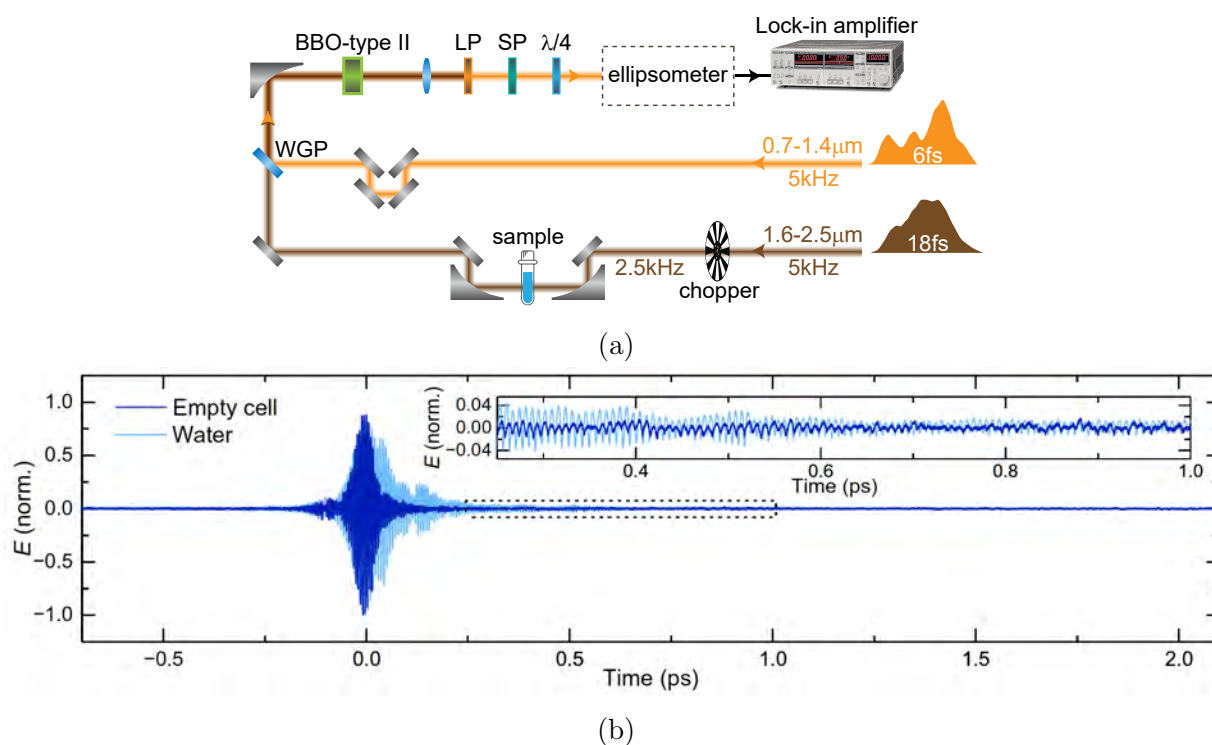 Lock-in amplifier
BBO-type II LP SP λ/4
ellipsometer
WGP
0.7-1.4μm
5kHz
6fs
sample
1.6-2.5μm
18fs
2.5kHz
5kHz
chopper
(a)
Empty cell
Water
E (norm.)
1.0
0.5
0.0
−0.5
−1.0
−0.5 0.0 0.5 1.0 1.5 2.0
Time (ps)
E (norm.)
0.04
0.00
−0.04
0.4 0.6 0.8 1.0
Time (ps)
(b)